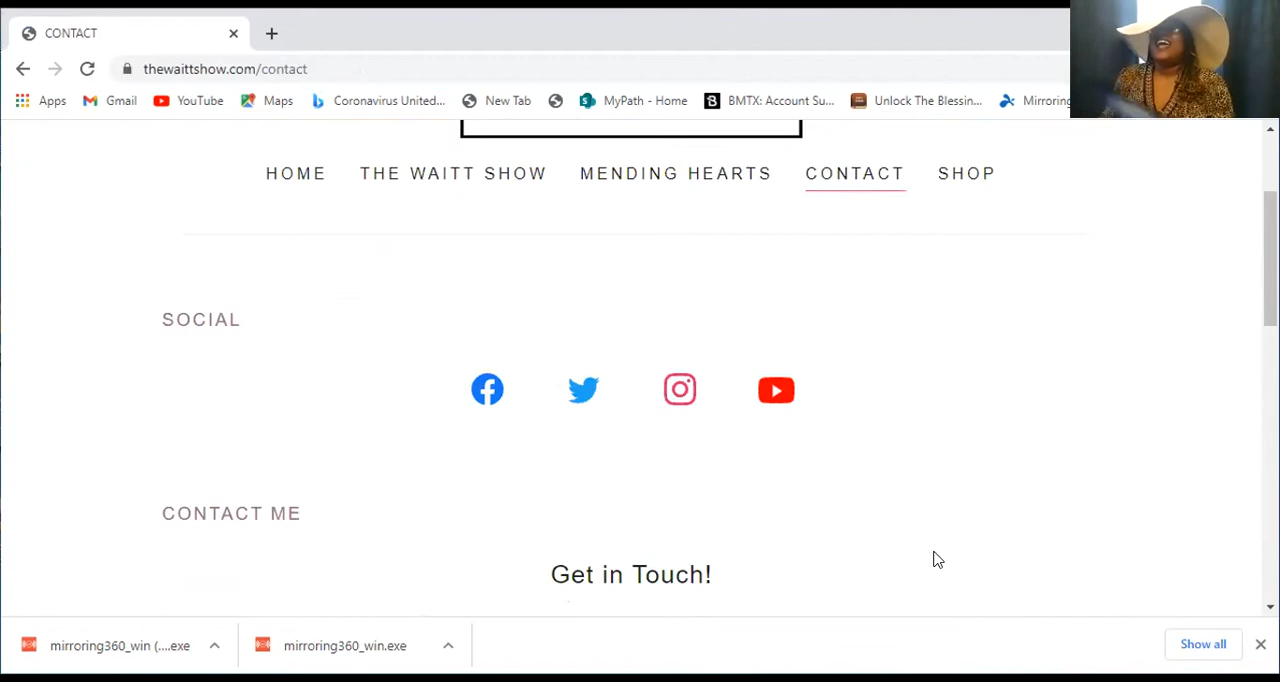 CONTACT
thewaittshow.com/contact
Apps Gmail YouTube Maps Coronavirus United... New Tab MyPath - Home BMTX: Account Su... Unlock The Blessin... Mirroring
HOME THE WAITT SHOW MENDING HEARTS CONTACT SHOP
SOCIAL
CONTACT ME
Get in Touch!
mirroring360_win (....exe mirroring360_win.exe Show all